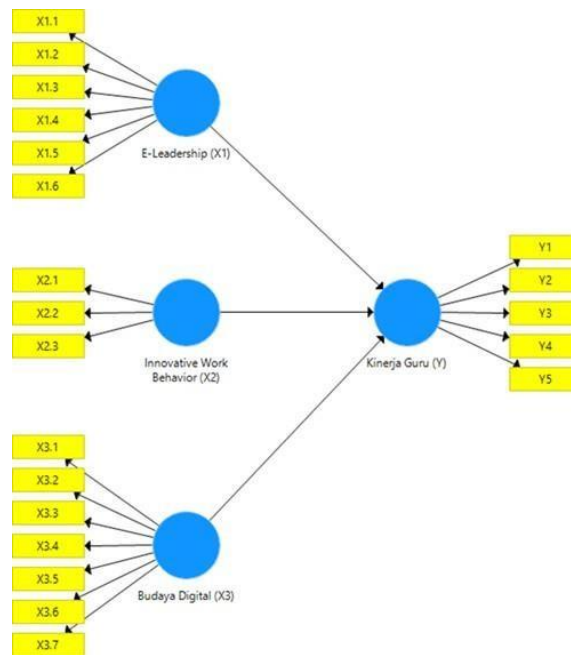 X1.1
X1.2
X1.3
X1.4
X1.5
X1.6
E-Leadership (X1)
X2.1
X2.2
X2.3
Innovative Work
Behavior (X2)
X3.1
X3.2
X3.3
X3.4
X3.5
X3.6
X3.7
Budaya Digital (X3)
Kinerja Guru (Y)
Y1
Y2
Y3
Y4
Y5